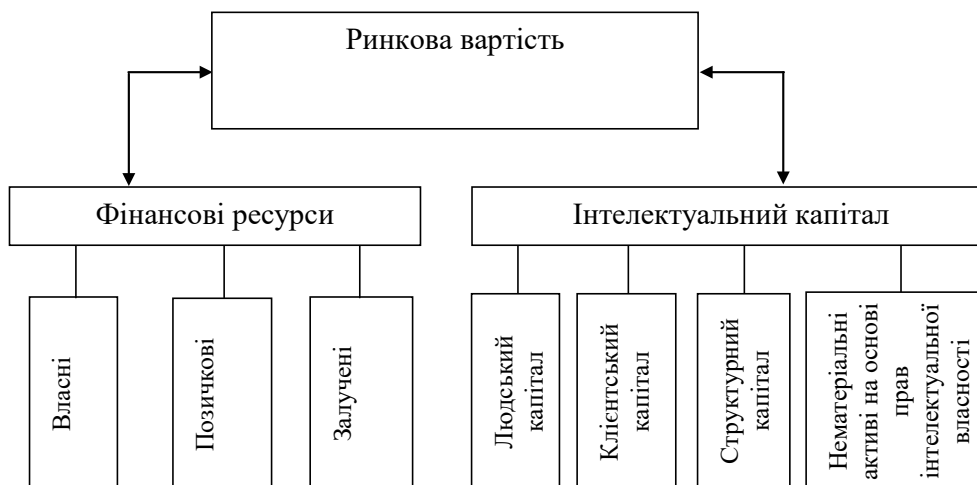 Ринкова вартість
Фінансові ресурси
Інтелектуальний капітал
Власні
Позичкові
Залучені
Людський
капітал
Клієнтський
капітал
Структурний
капітал
Нематеріальні
активі на основі
прав
інтелектуальної
власності